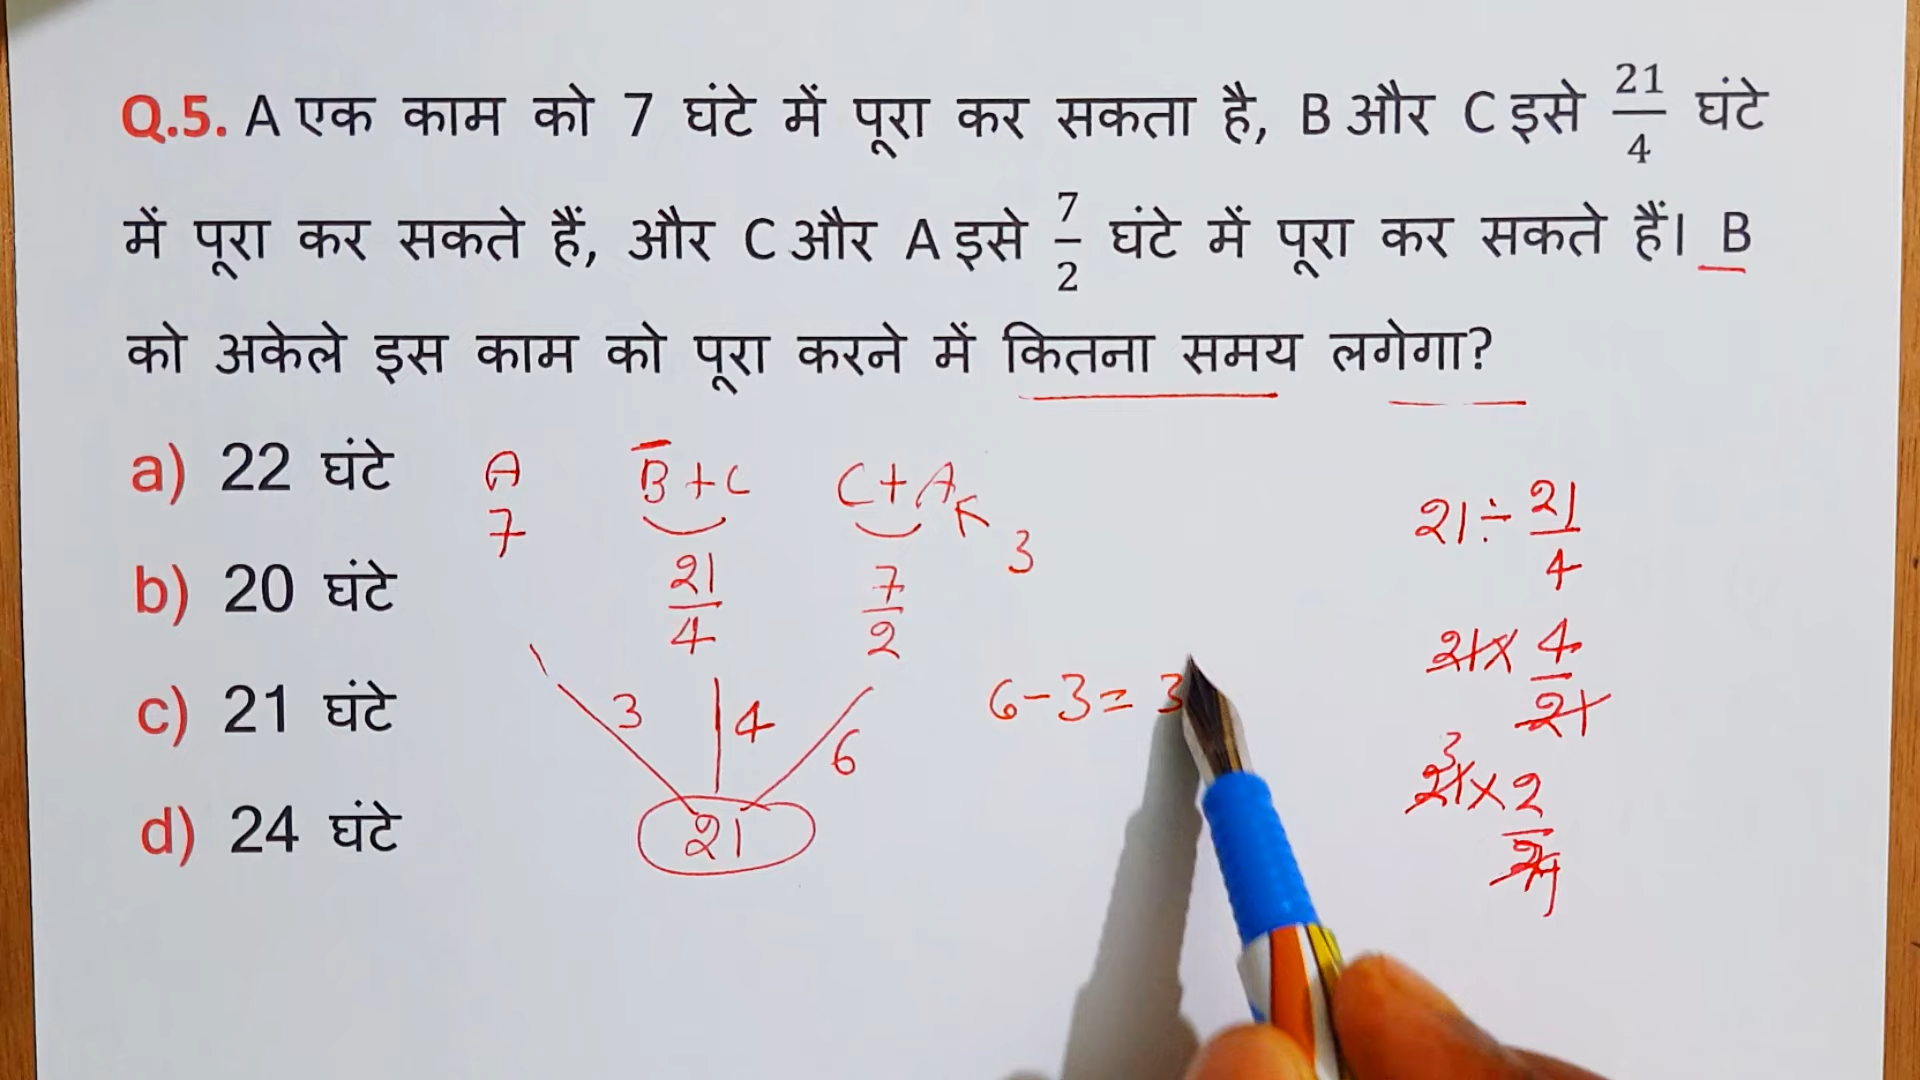 Q.5. A एक काम को 7 घंटे में पूरा कर सकता है, B और C इसे 21/4 घंटे
में पूरा कर सकते हैं, और C और A इसे 7/2 घंटे में पूरा कर सकते हैं। B
को अकेले इस काम को पूरा करने में कितना समय लगेगा?
a) 22 घंटे
b) 20 घंटे
c) 21 घंटे
d) 24 घंटे
A B+C C+A
7 21/4 7/2 3
3 4 6
21
6-3=3
21÷21/4
21×4/21
3
21×2/7